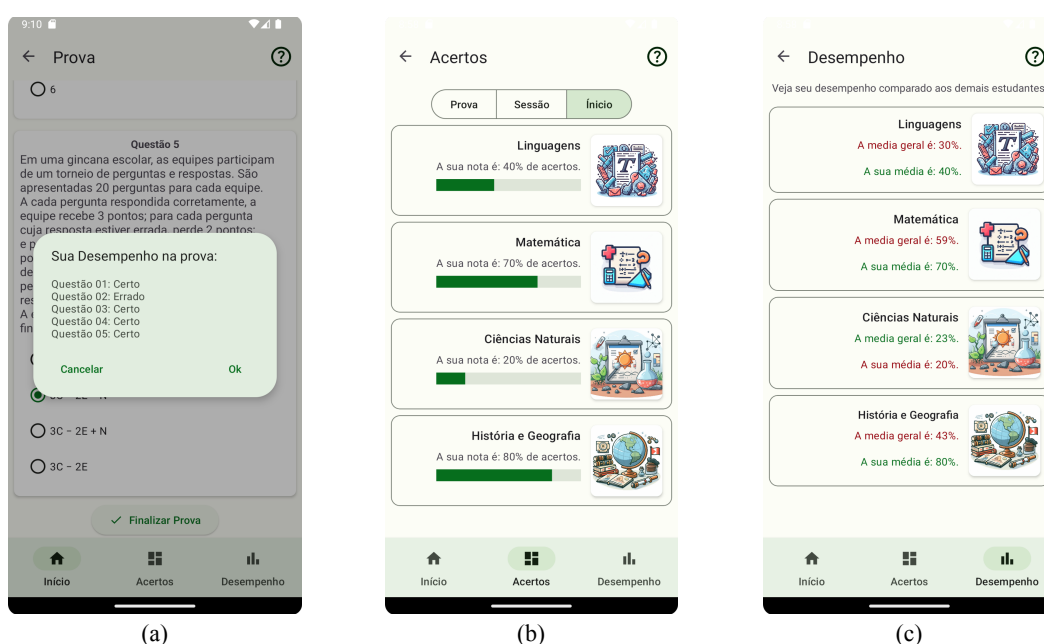 9:10
Prova
6
Questão 5
Em uma gincana escolar, as equipes participam
de um torneio de perguntas e respostas. São
apresentadas 20 perguntas para cada equipe.
A cada pergunta respondida corretamente, a
equipe recebe 3 pontos; para cada pergunta
cuja resposta estiver errada, perde 2 pontos;
Sua Desempenho na prova:
Questão 01: Certo
Questão 02: Errado
Questão 03: Certo
Questão 04: Certo
Questão 05: Certo
Cancelar
Ok
3C - 2E + N
3C - 2E
Finalizar Prova
Início
Acertos
Desempenho
(a)
Acertos
Prova
Sessão
Ínicio
Linguagens
A sua nota é: 40% de acertos.
Matemática
A sua nota é: 70% de acertos.
Ciências Naturais
A sua nota é: 20% de acertos.
História e Geografia
A sua nota é: 80% de acertos.
Início
Acertos
Desempenho
(b)
Desempenho
Veja seu desempenho comparado aos demais estudantes
Linguagens
A media geral é: 30%.
A sua média é: 40%.
Matemática
A media geral é: 59%.
A sua média é: 70%.
Ciências Naturais
A media geral é: 23%.
A sua média é: 20%.
História e Geografia
A media geral é: 43%.
A sua média é: 80%.
Início
Acertos
Desempenho
(c)